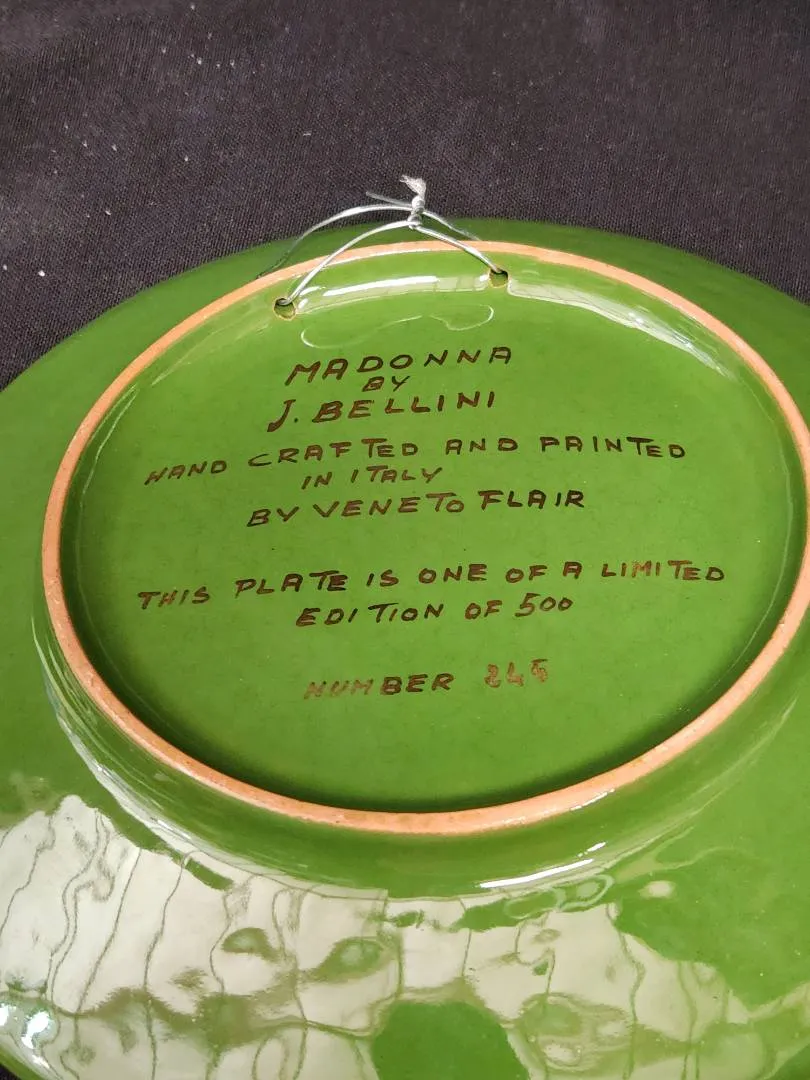 MADONNA
BY
J. BELLINI
HAND CRAFTED AND PAINTED
IN ITALY
BY VENETO FLAIR
THIS PLATE IS ONE OF A LIMITED
EDITION OF 500
NUMBER 245